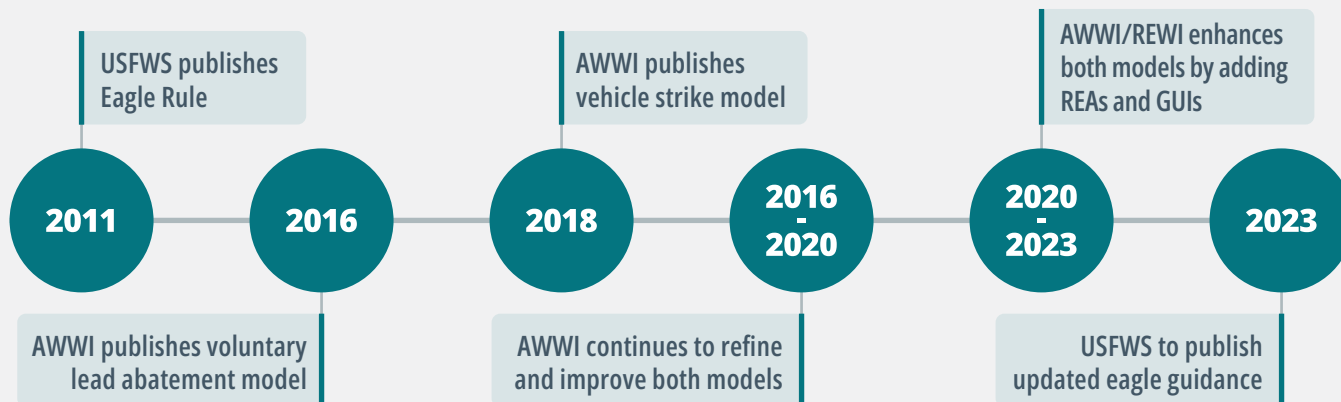 USFWS publishes
Eagle Rule
AWWI publishes
vehicle strike model
AWWI/REWI enhances
both models by adding
REAs and GUIs
2011
2016
2018
2016
-
2020
2020
-
2023
2023
AWWI publishes voluntary
lead abatement model
AWWI continues to refine
and improve both models
USFWS to publish
updated eagle guidance